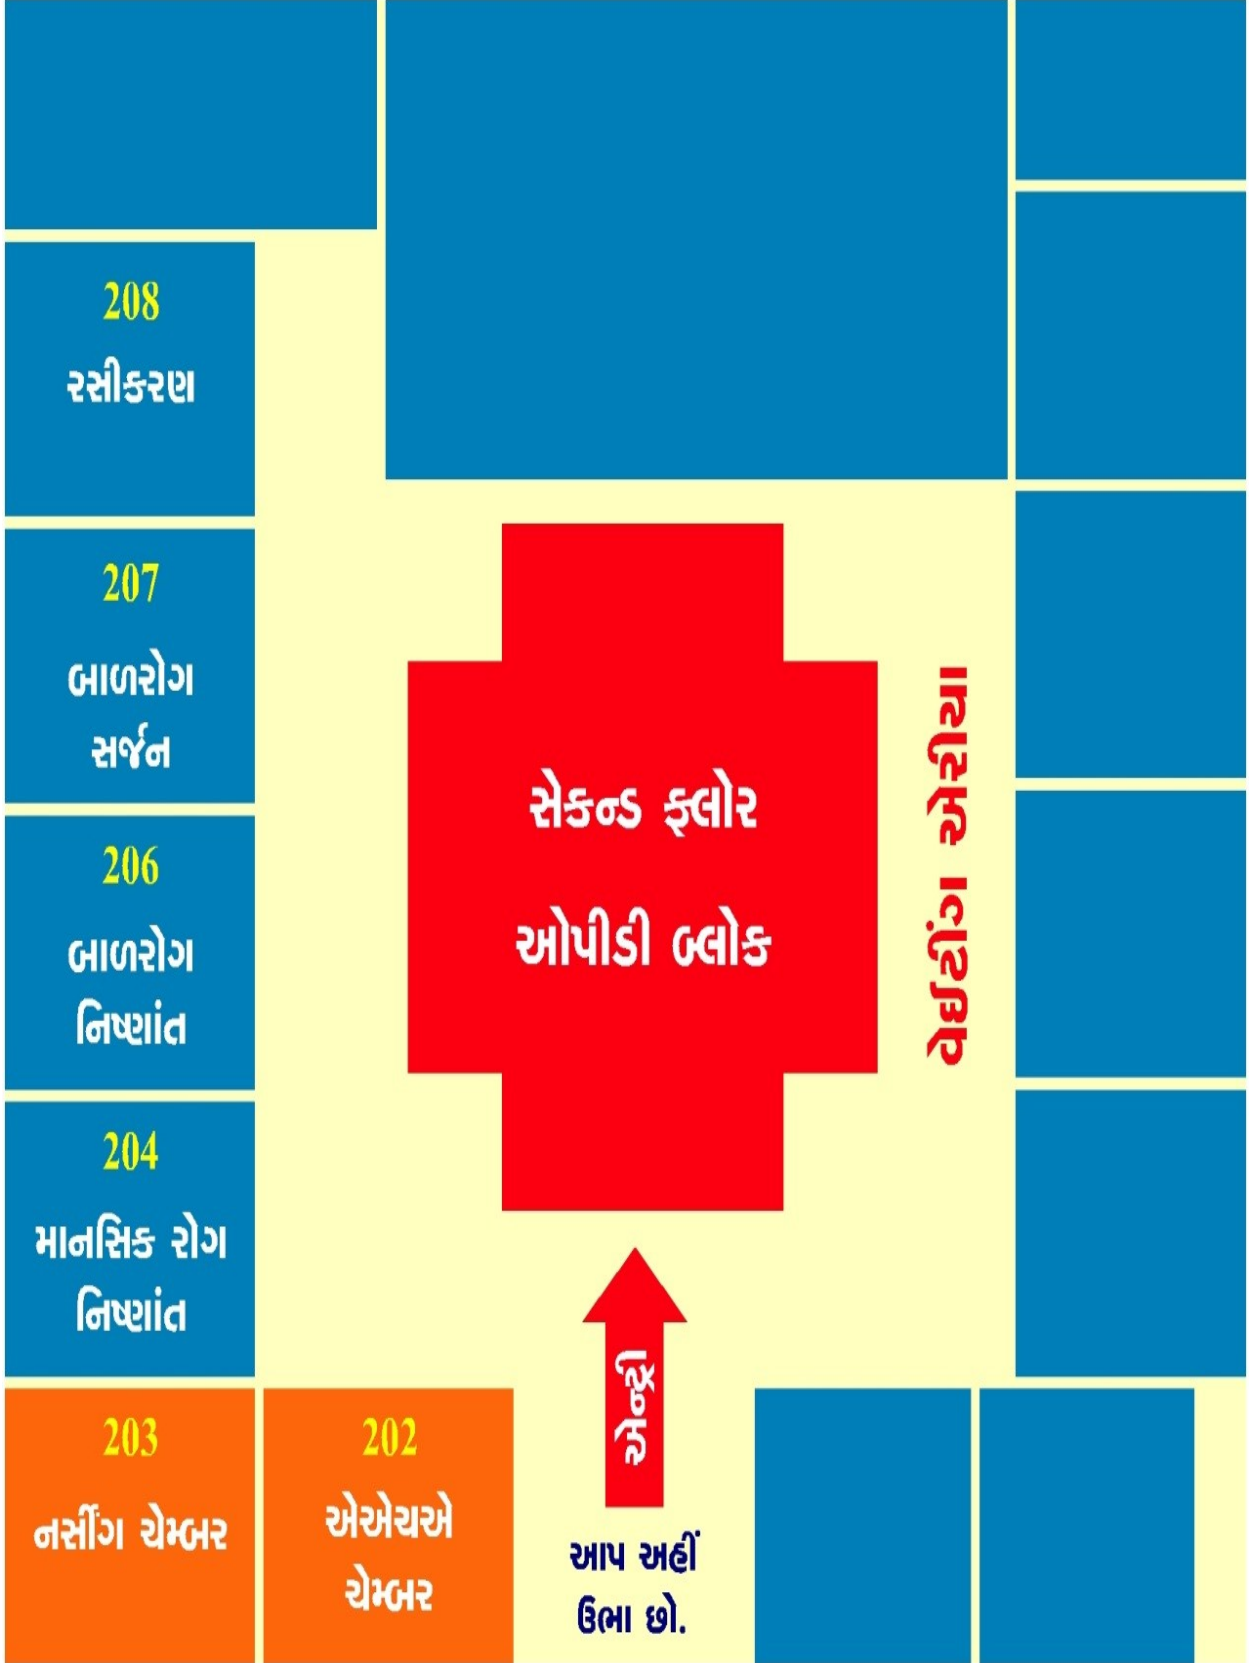 208
રસીકરણ
207
બાળરોગ
સર્જન
206
બાળરોગ
નિષ્ણાંત
204
માનસિક રોગ
નિષ્ણાંત
203
નર્સીંગ ચેમ્બર
202
એએચએ
ચેમ્બર
સેકન્ડ ફ્લોર
ઓપીડી બ્લોક
વેઇટીંગ એરીયા
એન્ટ્રી
આપ અહીં
ઉભા છો.